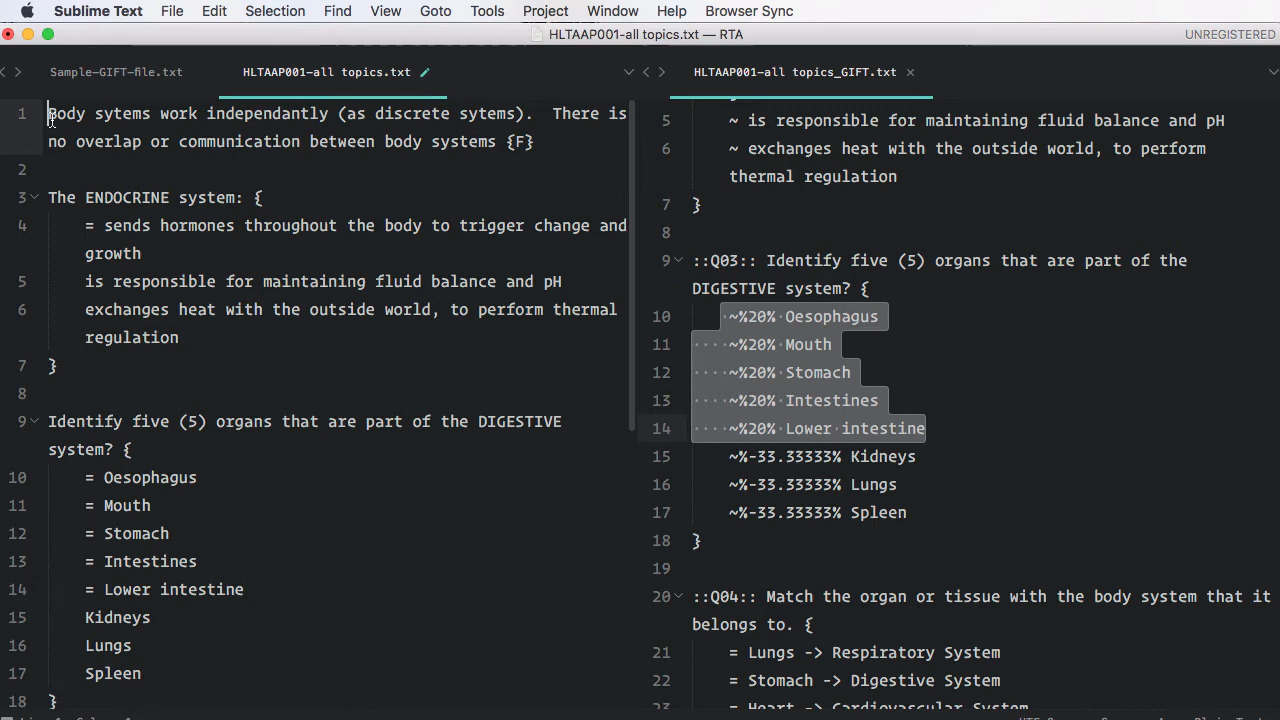 Sublime Text File Edit Selection Find View Goto Tools Project Window Help Browser Sync
HLTAAP001-all topics.txt — RTA UNREGISTERED
Sample-GIFT-file.txt HLTAAP001-all topics.txt HLTAAP001-all topics_GIFT.txt ×
1 Body sytems work independantly (as discrete sytems). There is
no overlap or communication between body systems {F}
2
3 The ENDOCRINE system: {
4 = sends hormones throughout the body to trigger change and
growth
5 is responsible for maintaining fluid balance and pH
6 exchanges heat with the outside world, to perform thermal
regulation
7 }
8
9 Identify five (5) organs that are part of the DIGESTIVE
system? {
10 = Oesophagus
11 = Mouth
12 = Stomach
13 = Intestines
14 = Lower intestine
15 Kidneys
16 Lungs
17 Spleen
18 }
5 ~ is responsible for maintaining fluid balance and pH
6 ~ exchanges heat with the outside world, to perform
thermal regulation
7 }
8
9 ::Q03:: Identify five (5) organs that are part of the
DIGESTIVE system? {
10 ~%20% Oesophagus
11 ~%20% Mouth
12 ~%20% Stomach
13 ~%20% Intestines
14 ~%20% Lower intestine
15 ~%-33.33333% Kidneys
16 ~%-33.33333% Lungs
17 ~%-33.33333% Spleen
18 }
19
20 ::Q04:: Match the organ or tissue with the body system that it
belongs to. {
21 = Lungs -> Respiratory System
22 = Stomach -> Digestive System
23 = Heart -> Cardiovascular System